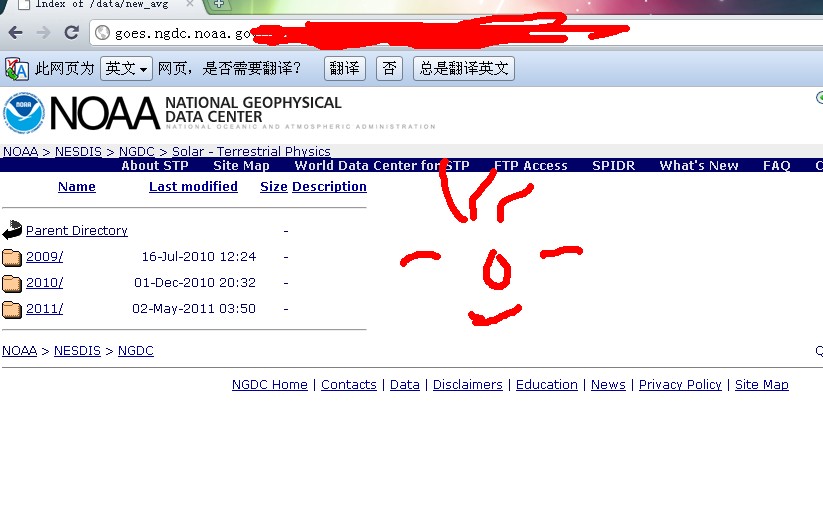 Index of /data/new_avg
goes.ngdc.noaa.go
此网页为 英文 网页，是否需要翻译？ 翻译 否 总是翻译英文
NOAA NATIONAL GEOPHYSICAL
DATA CENTER
NATIONAL OCEANIC AND ATMOSPHERIC ADMINISTRATION
NOAA > NESDIS > NGDC > Solar - Terrestrial Physics
About STP Site Map World Data Center for STP FTP Access SPIDR What's New FAQ
Name Last modified Size Description
Parent Directory -
2009/ 16-Jul-2010 12:24 -
2010/ 01-Dec-2010 20:32 -
2011/ 02-May-2011 03:50 -
NOAA > NESDIS > NGDC
NGDC Home | Contacts | Data | Disclaimers | Education | News | Privacy Policy | Site Map